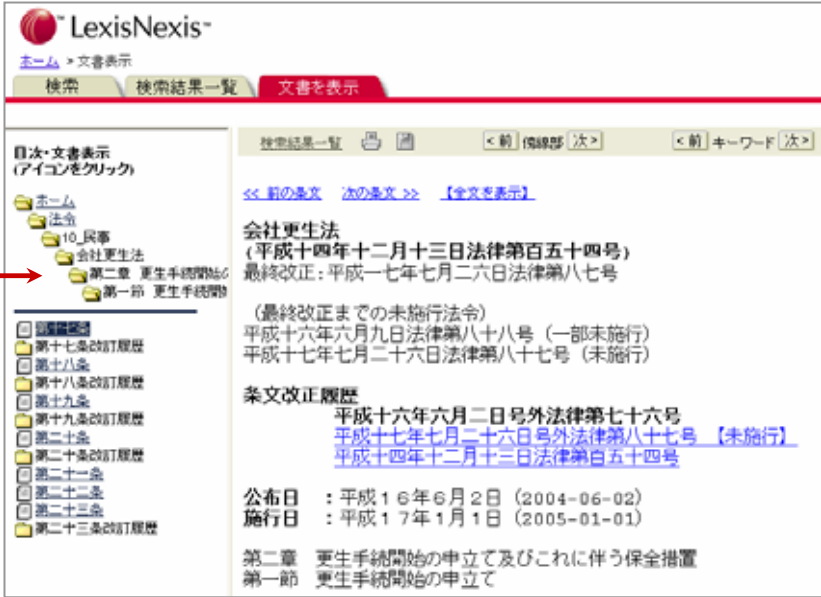 LexisNexis™
ホーム > 文書表示
検索 検索結果一覧 文書を表示
検索結果一覧 <前 傍線部 次> <前 キーワード 次>
目次・文書表示
(アイコンをクリック)
ホーム
法令
10_民事
会社更生法
第二章 更生手続開始の
第一節 更生手続開始
第十七条
第十七条改訂履歴
第十八条
第十八条改訂履歴
第十九条
第十九条改訂履歴
第二十条
第二十条改訂履歴
第二十一条
第二十二条
第二十三条
第二十三条改訂履歴
<< 前の条文 次の条文 >> 【全文を表示】
会社更生法
(平成十四年十二月十三日法律第百五十四号)
最終改正:平成一七年七月二六日法律第八七号
(最終改正までの未施行法令)
平成十六年六月九日法律第八十八号(一部未施行)
平成十七年七月二十六日法律第八十七号(未施行)
条文改正履歴
平成十六年六月二日号外法律第七十六号
平成十七年七月二十六日号外法律第八十七号 【未施行】
平成十四年十二月十三日法律第百五十四号
公布日 :平成16年6月2日(2004-06-02)
施行日 :平成17年1月1日(2005-01-01)
第二章 更生手続開始の申立て及びこれに伴う保全措置
第一節 更生手続開始の申立て